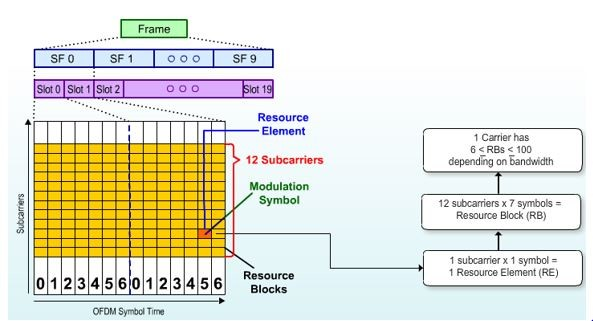 Frame
SF 0 SF 1 SF 9
Slot 0 Slot 1 Slot 2 Slot 19
Resource
Element
12 Subcarriers
Modulation
Symbol
Resource
Blocks
Subcarriers
0 1 2 3 4 5 6 0 1 2 3 4 5 6
OFDM Symbol Time
1 Carrier has
6 ≤ RBs ≤ 100
depending on bandwidth
12 subcarriers x 7 symbols =
Resource Block (RB)
1 subcarrier x 1 symbol =
1 Resource Element (RE)